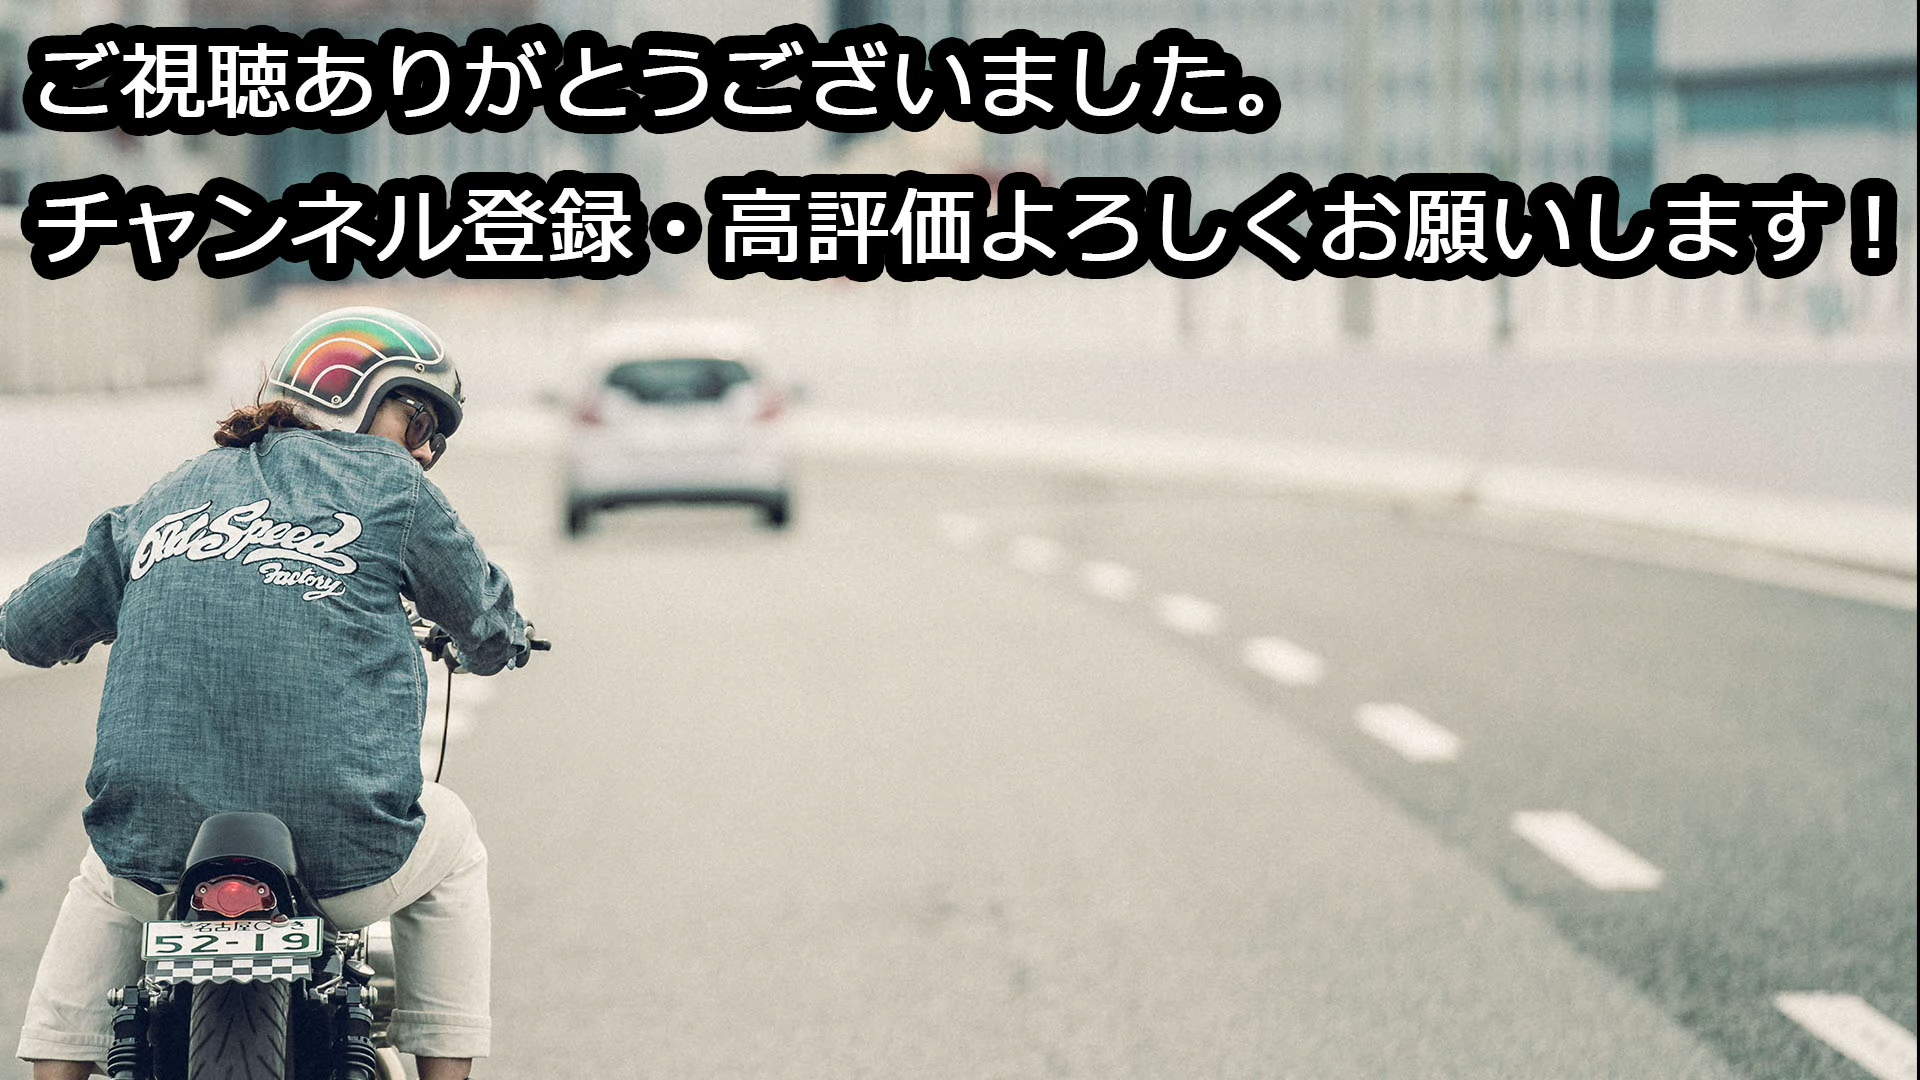 ご視聴ありがとうございました。
チャンネル登録・高評価よろしくお願いします！
Old Speed
Factory
名古屋C さ
52-19